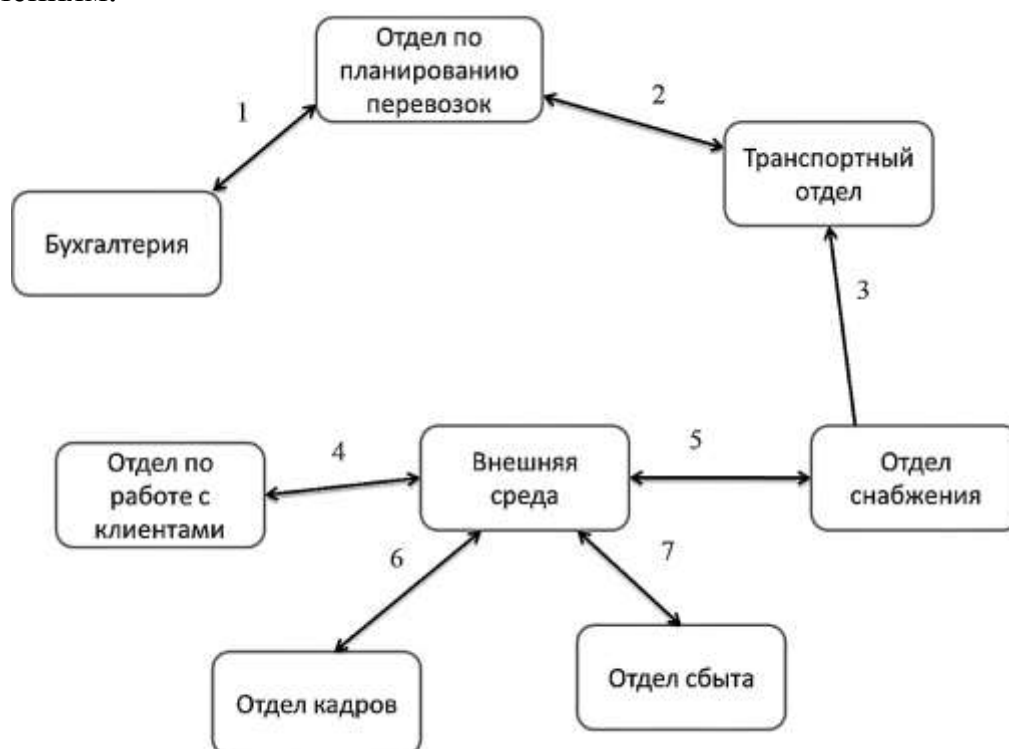 Отдел по
планированию
перевозок
1
2
Транспортный
отдел
Бухгалтерия
3
Отдел по
работе с
клиентами
4
Внешняя
среда
5
Отдел
снабжения
6
7
Отдел кадров
Отдел сбыта